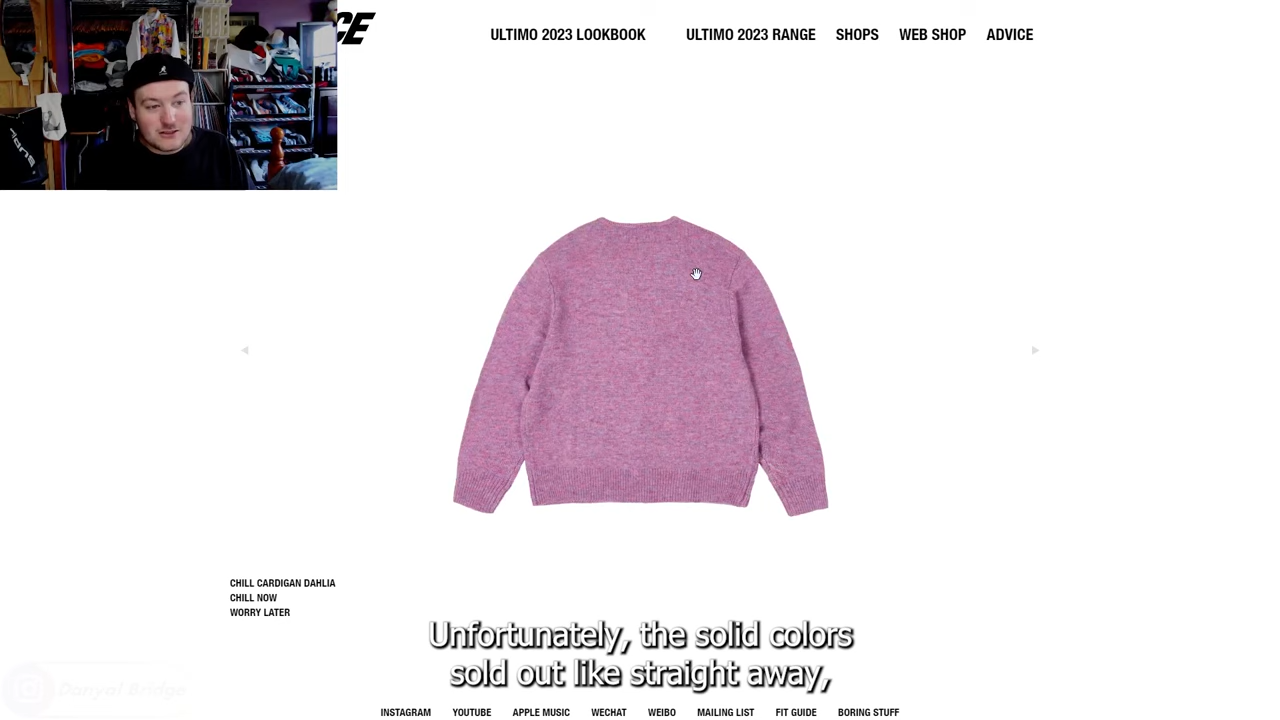 CE
ULTIMO 2023 LOOKBOOK
ULTIMO 2023 RANGE
SHOPS
WEB SHOP
ADVICE
CHILL CARDIGAN DAHLIA
CHILL NOW
WORRY LATER
Unfortunately, the solid colors
sold out like straight away,
Danyal Bridge
INSTAGRAM
YOUTUBE
APPLE MUSIC
WECHAT
WEIBO
MAILING LIST
FIT GUIDE
BORING STUFF